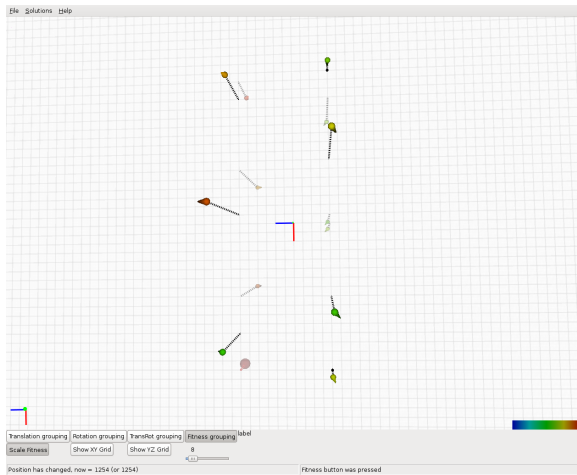 File Solutions Help
Translation grouping Rotation grouping TransRot grouping Fitness grouping label
Scale Fitness Show XY Grid Show YZ Grid 8
Position has changed, now = 1254 (or 1254) Fitness button was pressed